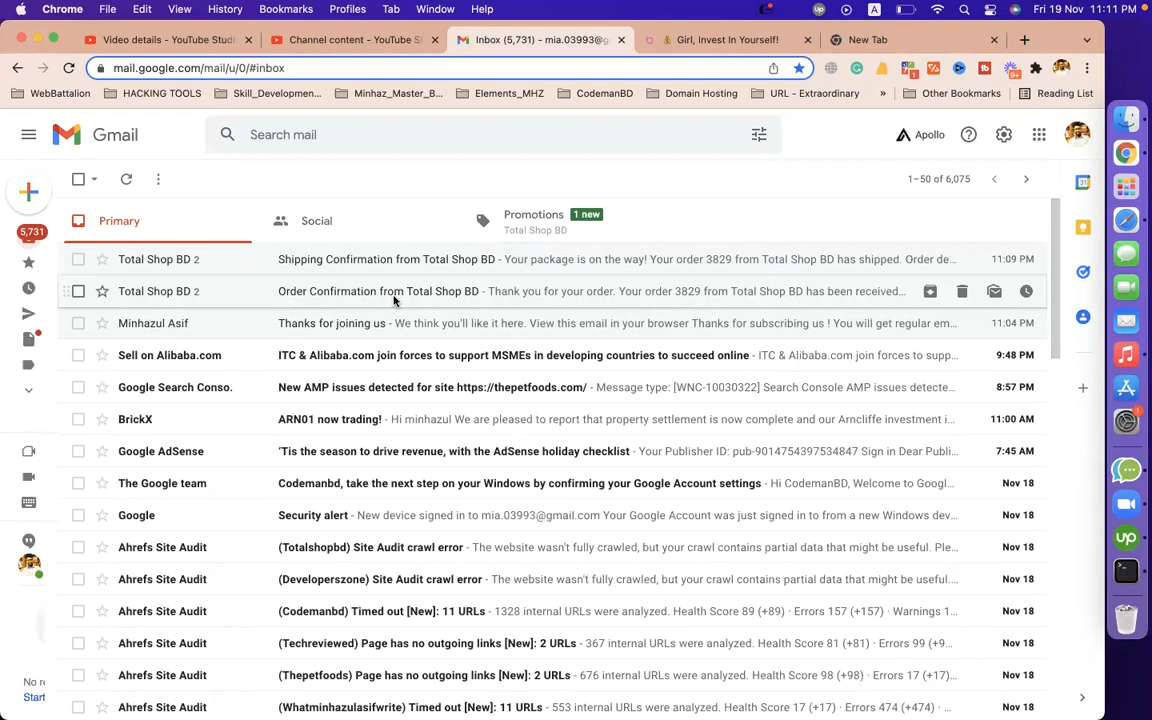 Chrome File Edit View History Bookmarks Profiles Tab Window Help
A Fri 19 Nov 11:11 PM
Video details - YouTube Studi
Channel content - YouTube S
Inbox (5,731) - mia.03993@g
Girl, Invest In Yourself!
New Tab
mail.google.com/mail/u/0/#inbox
WebBattalion HACKING TOOLS Skill_Developmen... Minhaz_Master_B... Elements_MHZ CodemanBD Domain Hosting URL - Extraordinary » Other Bookmarks Reading List
Gmail
Search mail
Apollo
1–50 of 6,075
Primary
Social
Promotions 1 new
Total Shop BD
5,731
Total Shop BD 2 Shipping Confirmation from Total Shop BD - Your package is on the way! Your order 3829 from Total Shop BD has shipped. Order de... 11:09 PM
Total Shop BD 2 Order Confirmation from Total Shop BD - Thank you for your order. Your order 3829 from Total Shop BD has been received...
Minhazul Asif Thanks for joining us - We think you'll like it here. View this email in your browser Thanks for subscribing us ! You will get regular em... 11:04 PM
Sell on Alibaba.com ITC & Alibaba.com join forces to support MSMEs in developing countries to succeed online - ITC & Alibaba.com join forces to supp... 9:48 PM
Google Search Conso. New AMP issues detected for site https://thepetfoods.com/ - Message type: [WNC-10030322] Search Console AMP issues detecte... 8:57 PM
BrickX ARN01 now trading! - Hi minhazul We are pleased to report that property settlement is now complete and our Arncliffe investment i... 11:00 AM
Google AdSense 'Tis the season to drive revenue, with the AdSense holiday checklist - Your Publisher ID: pub-9014754397534847 Sign in Dear Publi... 7:45 AM
The Google team Codemanbd, take the next step on your Windows by confirming your Google Account settings - Hi CodemanBD, Welcome to Googl... Nov 18
Google Security alert - New device signed in to mia.03993@gmail.com Your Google Account was just signed in to from a new Windows dev... Nov 18
Ahrefs Site Audit (Totalshopbd) Site Audit crawl error - The website wasn't fully crawled, but your crawl contains partial data that might be useful. Ple... Nov 18
Ahrefs Site Audit (Developerszone) Site Audit crawl error - The website wasn't fully crawled, but your crawl contains partial data that might be useful.... Nov 18
Ahrefs Site Audit (Codemanbd) Timed out [New]: 11 URLs - 1328 internal URLs were analyzed. Health Score 89 (+89) · Errors 157 (+157) · Warnings 1... Nov 18
Ahrefs Site Audit (Techreviewed) Page has no outgoing links [New]: 2 URLs - 367 internal URLs were analyzed. Health Score 81 (+81) · Errors 99 (+9... Nov 18
Ahrefs Site Audit (Thepetfoods) Page has no outgoing links [New]: 2 URLs - 676 internal URLs were analyzed. Health Score 98 (+98) · Errors 17 (+17)... Nov 18
Ahrefs Site Audit (Whatminhazulasifwrite) Timed out [New]: 11 URLs - 553 internal URLs were analyzed. Health Score 17 (+17) · Errors 474 (+474) · ... Nov 18
No re
Start